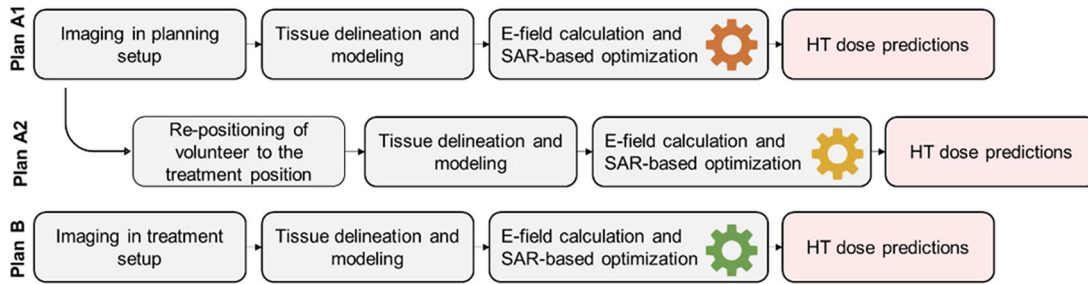 Plan A1
Imaging in planning
setup
Tissue delineation and
modeling
E-field calculation and
SAR-based optimization
HT dose predictions
Plan A2
Re-positioning of
volunteer to the
treatment position
Tissue delineation and
modeling
E-field calculation and
SAR-based optimization
HT dose predictions
Plan B
Imaging in treatment
setup
Tissue delineation and
modeling
E-field calculation and
SAR-based optimization
HT dose predictions